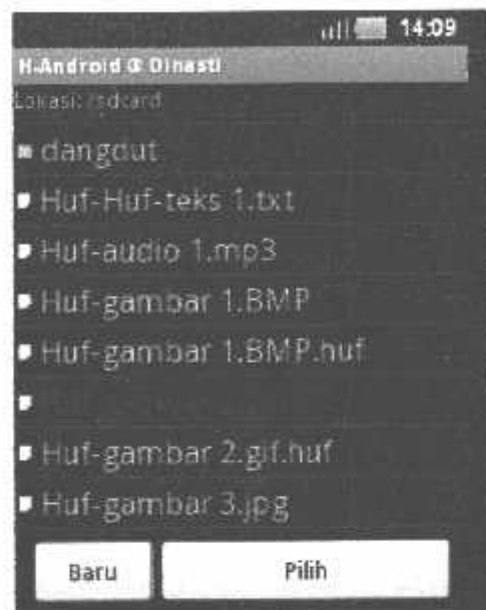 14:09
H-Android @ Dinasti
Lokasi: /sdcard
dangdut
Huf-Huf-teks 1.txt
Huf-audio 1.mp3
Huf-gambar 1.BMP
Huf-gambar 1.BMP.huf
Huf-gambar 2.gif.huf
Huf-gambar 3.jpg
Baru
Pilih